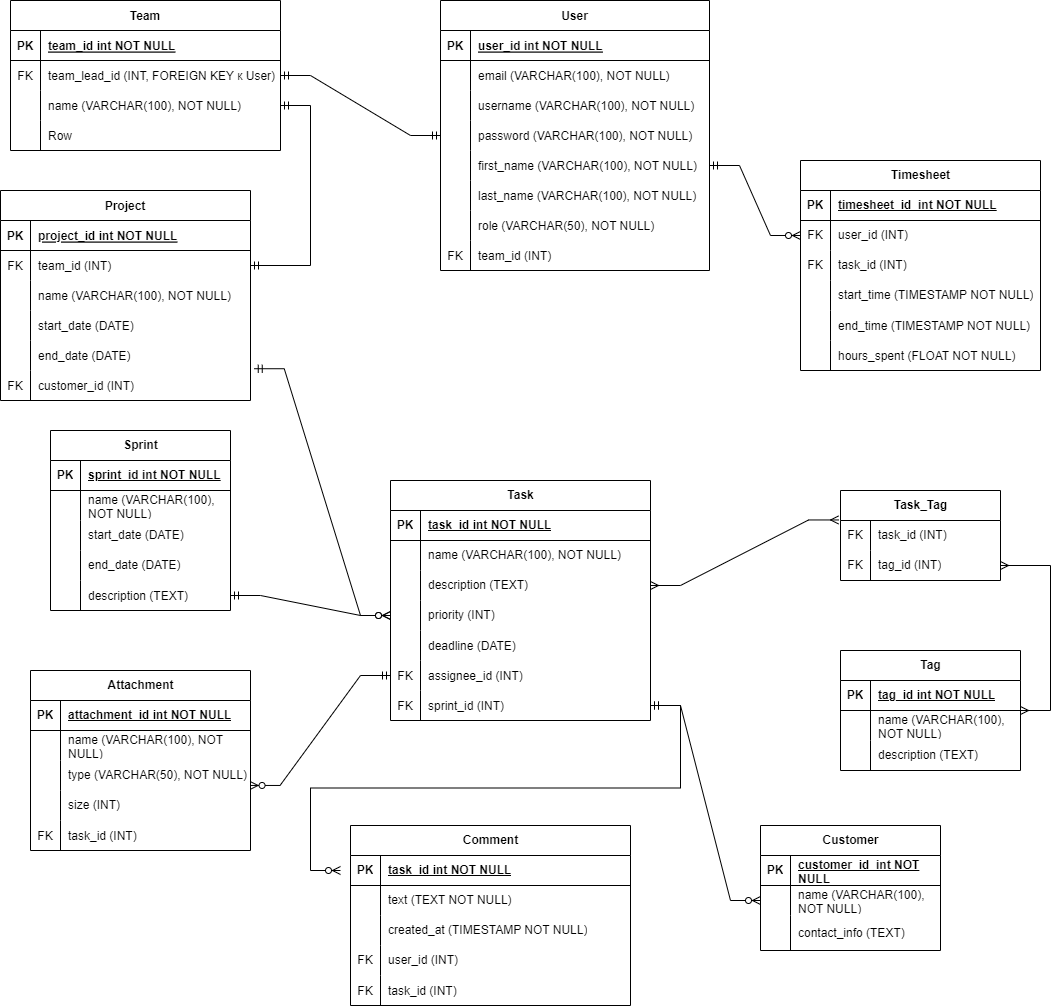 Team
PK team_id int NOT NULL
FK team_lead_id (INT, FOREIGN KEY к User)
name (VARCHAR(100), NOT NULL)
Row
User
PK user_id int NOT NULL
email (VARCHAR(100), NOT NULL)
username (VARCHAR(100), NOT NULL)
password (VARCHAR(100), NOT NULL)
first_name (VARCHAR(100), NOT NULL)
last_name (VARCHAR(100), NOT NULL)
role (VARCHAR(50), NOT NULL)
FK team_id (INT)
Timesheet
PK timesheet_id int NOT NULL
FK user_id (INT)
FK task_id (INT)
start_time (TIMESTAMP NOT NULL)
end_time (TIMESTAMP NOT NULL)
hours_spent (FLOAT NOT NULL)
Project
PK project_id int NOT NULL
FK team_id (INT)
name (VARCHAR(100), NOT NULL)
start_date (DATE)
end_date (DATE)
FK customer_id (INT)
Sprint
PK sprint_id int NOT NULL
name (VARCHAR(100),
NOT NULL)
start_date (DATE)
end_date (DATE)
description (TEXT)
Task
PK task_id int NOT NULL
name (VARCHAR(100), NOT NULL)
description (TEXT)
priority (INT)
deadline (DATE)
FK assignee_id (INT)
FK sprint_id (INT)
Task_Tag
FK task_id (INT)
FK tag_id (INT)
Tag
PK tag_id int NOT NULL
name (VARCHAR(100),
NOT NULL)
description (TEXT)
Attachment
PK attachment_id int NOT NULL
name (VARCHAR(100), NOT
NULL)
type (VARCHAR(50), NOT NULL)
size (INT)
FK task_id (INT)
Comment
PK task_id int NOT NULL
text (TEXT NOT NULL)
created_at (TIMESTAMP NOT NULL)
FK user_id (INT)
FK task_id (INT)
Customer
PK customer_id int NOT
NULL
name (VARCHAR(100),
NOT NULL)
contact_info (TEXT)